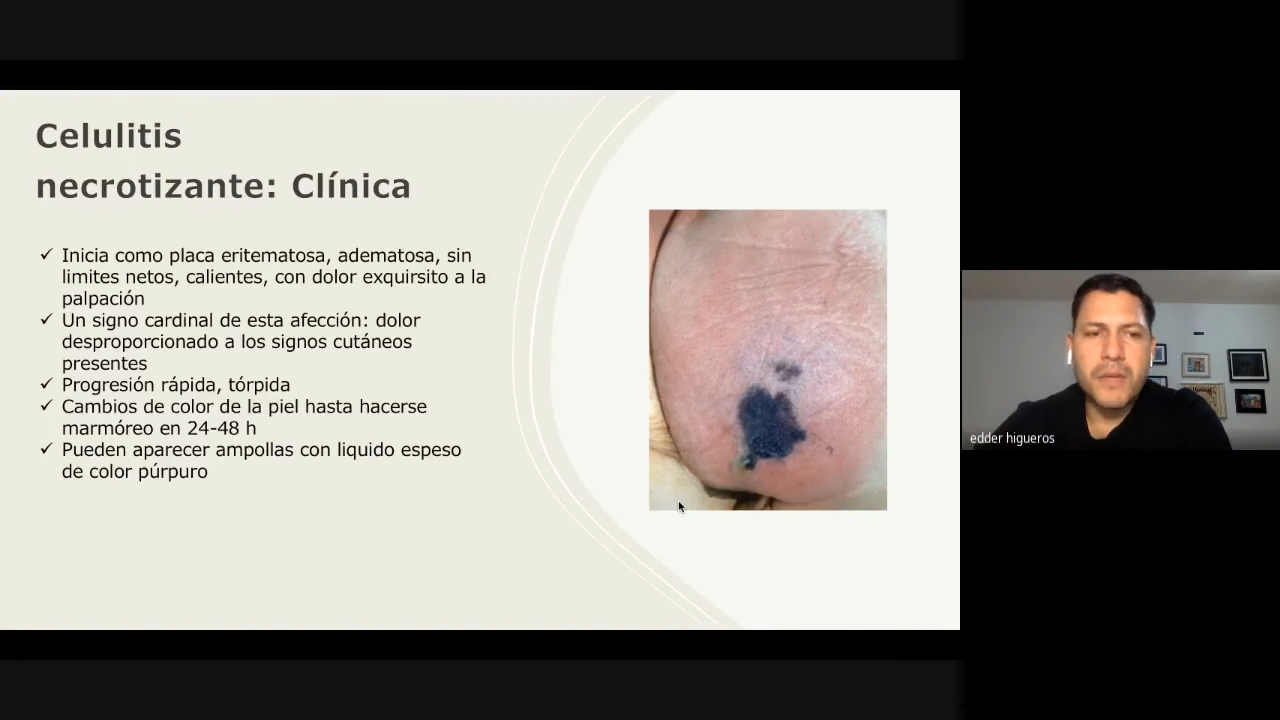 Celulitis
necrotizante: Clínica
✓ Inicia como placa eritematosa, adematosa, sin
limites netos, calientes, con dolor exquirsito a la
palpación
✓ Un signo cardinal de esta afección: dolor
desproporcionado a los signos cutáneos
presentes
✓ Progresión rápida, tórpida
✓ Cambios de color de la piel hasta hacerse
marmóreo en 24-48 h
✓ Pueden aparecer ampollas con liquido espeso
de color púrpuro
edder higueros